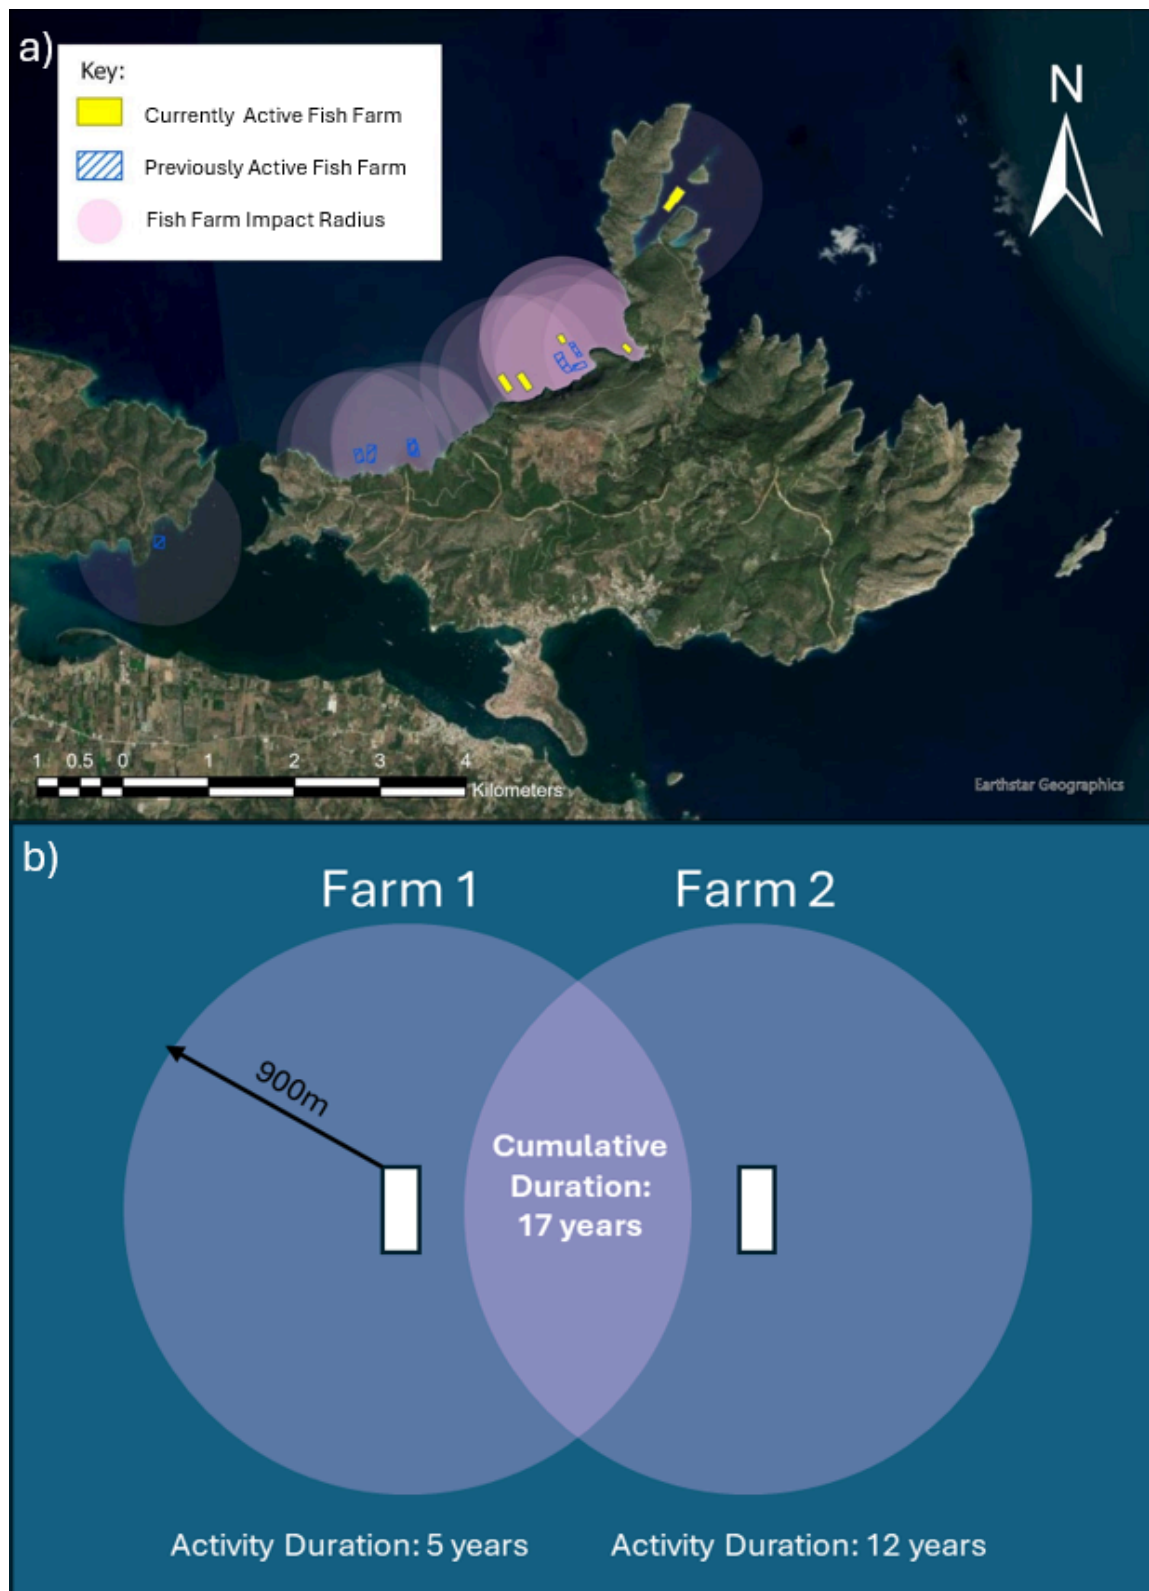 a)
Key:
Currently Active Fish Farm
Previously Active Fish Farm
Fish Farm Impact Radius
N
1 0.5 0 1 2 3 4
Kilometers
Earthstar Geographics
b)
Farm 1 Farm 2
900m
Cumulative
Duration:
17 years
Activity Duration: 5 years Activity Duration: 12 years